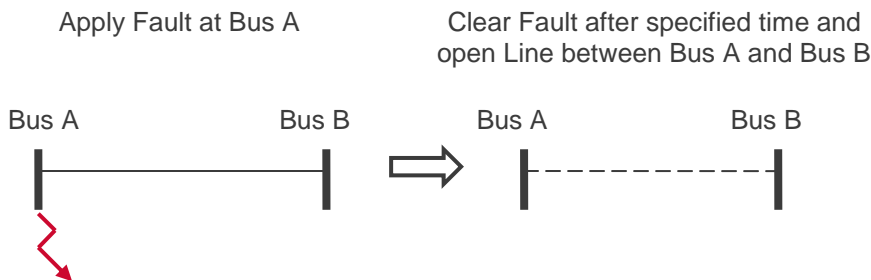 Apply Fault at Bus A
Clear Fault after specified time and
open Line between Bus A and Bus B
Bus A
Bus B
Bus A
Bus B